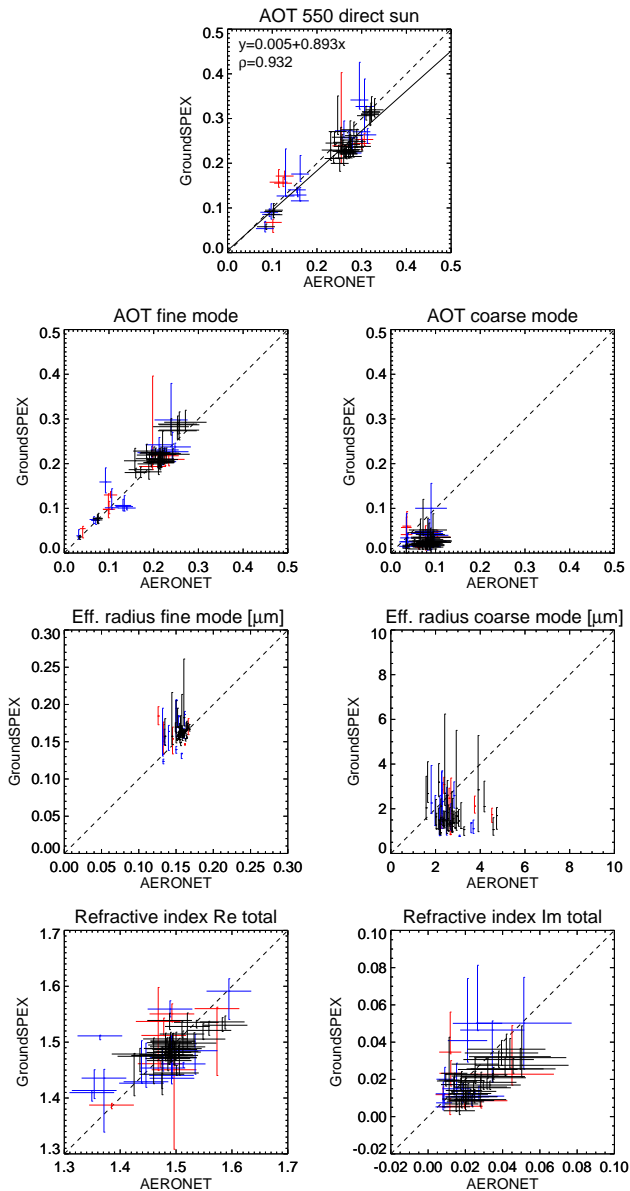 AOT 550 direct sun
y=0.005+0.893x
ρ=0.932
0.5
0.4
0.3
0.2
0.1
0.0
GroundSPEX
0.0 0.1 0.2 0.3 0.4 0.5
AERONET
AOT fine mode
0.5
0.4
0.3
0.2
0.1
0.0
GroundSPEX
0.0 0.1 0.2 0.3 0.4 0.5
AERONET
AOT coarse mode
0.5
0.4
0.3
0.2
0.1
0.0
GroundSPEX
0.0 0.1 0.2 0.3 0.4 0.5
AERONET
Eff. radius fine mode [μm]
0.30
0.25
0.20
0.15
0.10
0.05
0.00
GroundSPEX
0.00 0.05 0.10 0.15 0.20 0.25 0.30
AERONET
Eff. radius coarse mode [μm]
10
8
6
4
2
0
GroundSPEX
0 2 4 6 8 10
AERONET
Refractive index Re total
1.7
1.6
1.5
1.4
1.3
GroundSPEX
1.3 1.4 1.5 1.6 1.7
AERONET
Refractive index Im total
0.10
0.08
0.06
0.04
0.02
0.00
-0.02
GroundSPEX
-0.02 0.00 0.02 0.04 0.06 0.08 0.10
AERONET